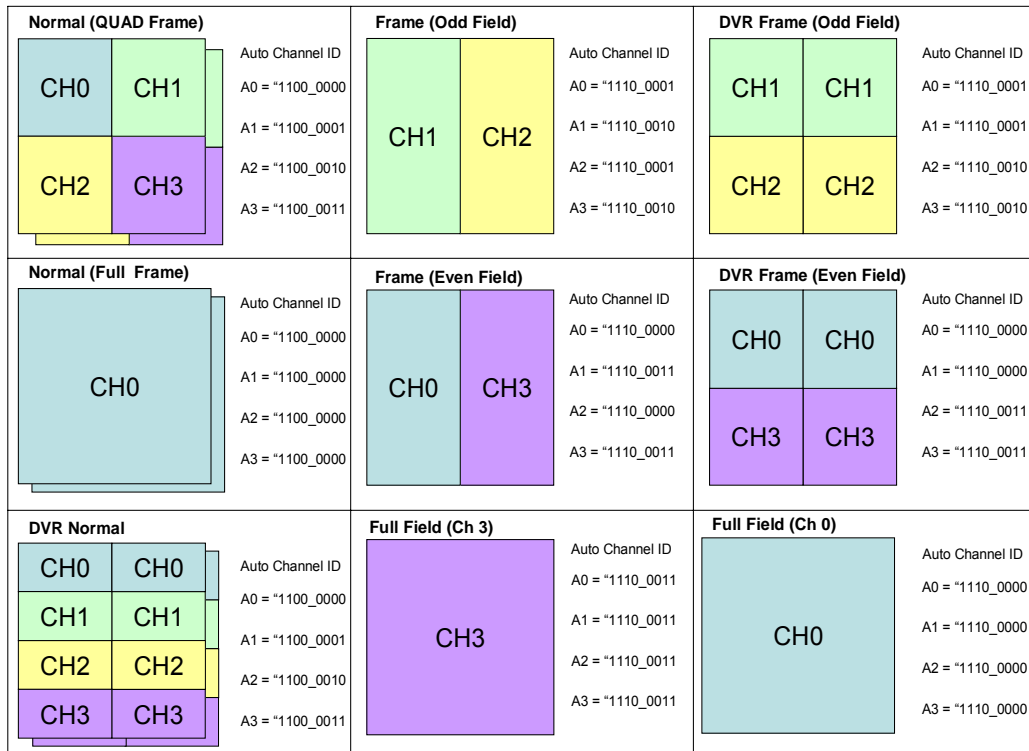 Normal (QUAD Frame)
CH0 CH1
CH2 CH3
Auto Channel ID
A0 = “1100_0000
A1 = “1100_0001
A2 = “1100_0010
A3 = “1100_0011
Frame (Odd Field)
CH1 CH2
Auto Channel ID
A0 = “1110_0001
A1 = “1110_0010
A2 = “1110_0001
A3 = “1110_0010
DVR Frame (Odd Field)
CH1 CH1
CH2 CH2
Auto Channel ID
A0 = “1110_0001
A1 = “1110_0001
A2 = “1110_0010
A3 = “1110_0010
Normal (Full Frame)
CH0
Auto Channel ID
A0 = “1100_0000
A1 = “1100_0000
A2 = “1100_0000
A3 = “1100_0000
Frame (Even Field)
CH0 CH3
Auto Channel ID
A0 = “1110_0000
A1 = “1110_0011
A2 = “1110_0000
A3 = “1110_0011
DVR Frame (Even Field)
CH0 CH0
CH3 CH3
Auto Channel ID
A0 = “1110_0000
A1 = “1110_0000
A2 = “1110_0011
A3 = “1110_0011
DVR Normal
CH0 CH0
CH1 CH1
CH2 CH2
CH3 CH3
Auto Channel ID
A0 = “1100_0000
A1 = “1100_0001
A2 = “1100_0010
A3 = “1100_0011
Full Field (Ch 3)
CH3
Auto Channel ID
A0 = “1110_0011
A1 = “1110_0011
A2 = “1110_0011
A3 = “1110_0011
Full Field (Ch 0)
CH0
Auto Channel ID
A0 = “1110_0000
A1 = “1110_0000
A2 = “1110_0000
A3 = “1110_0000